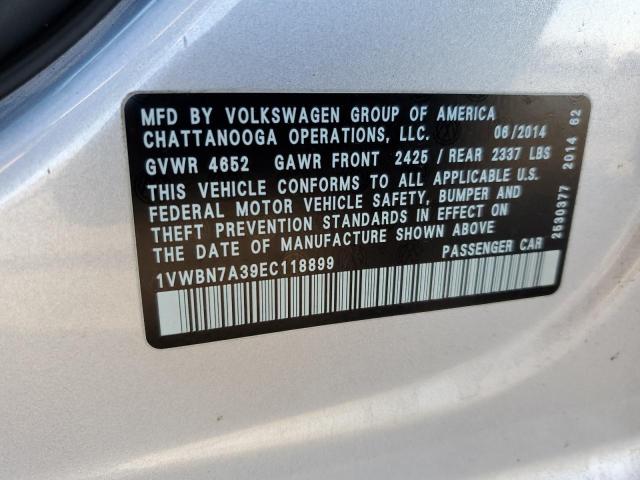 MFD BY VOLKSWAGEN GROUP OF AMERICA
CHATTANOOGA OPERATIONS, LLC. 06/2014
GVWR 4652 GAWR FRONT 2425 / REAR 2337 LBS
THIS VEHICLE CONFORMS TO ALL APPLICABLE U.S.
FEDERAL MOTOR VEHICLE SAFETY, BUMPER AND
THEFT PREVENTION STANDARDS IN EFFECT ON
THE DATE OF MANUFACTURE SHOWN ABOVE
1VWBN7A39EC118899 PASSENGER CAR
2530377 2014 62